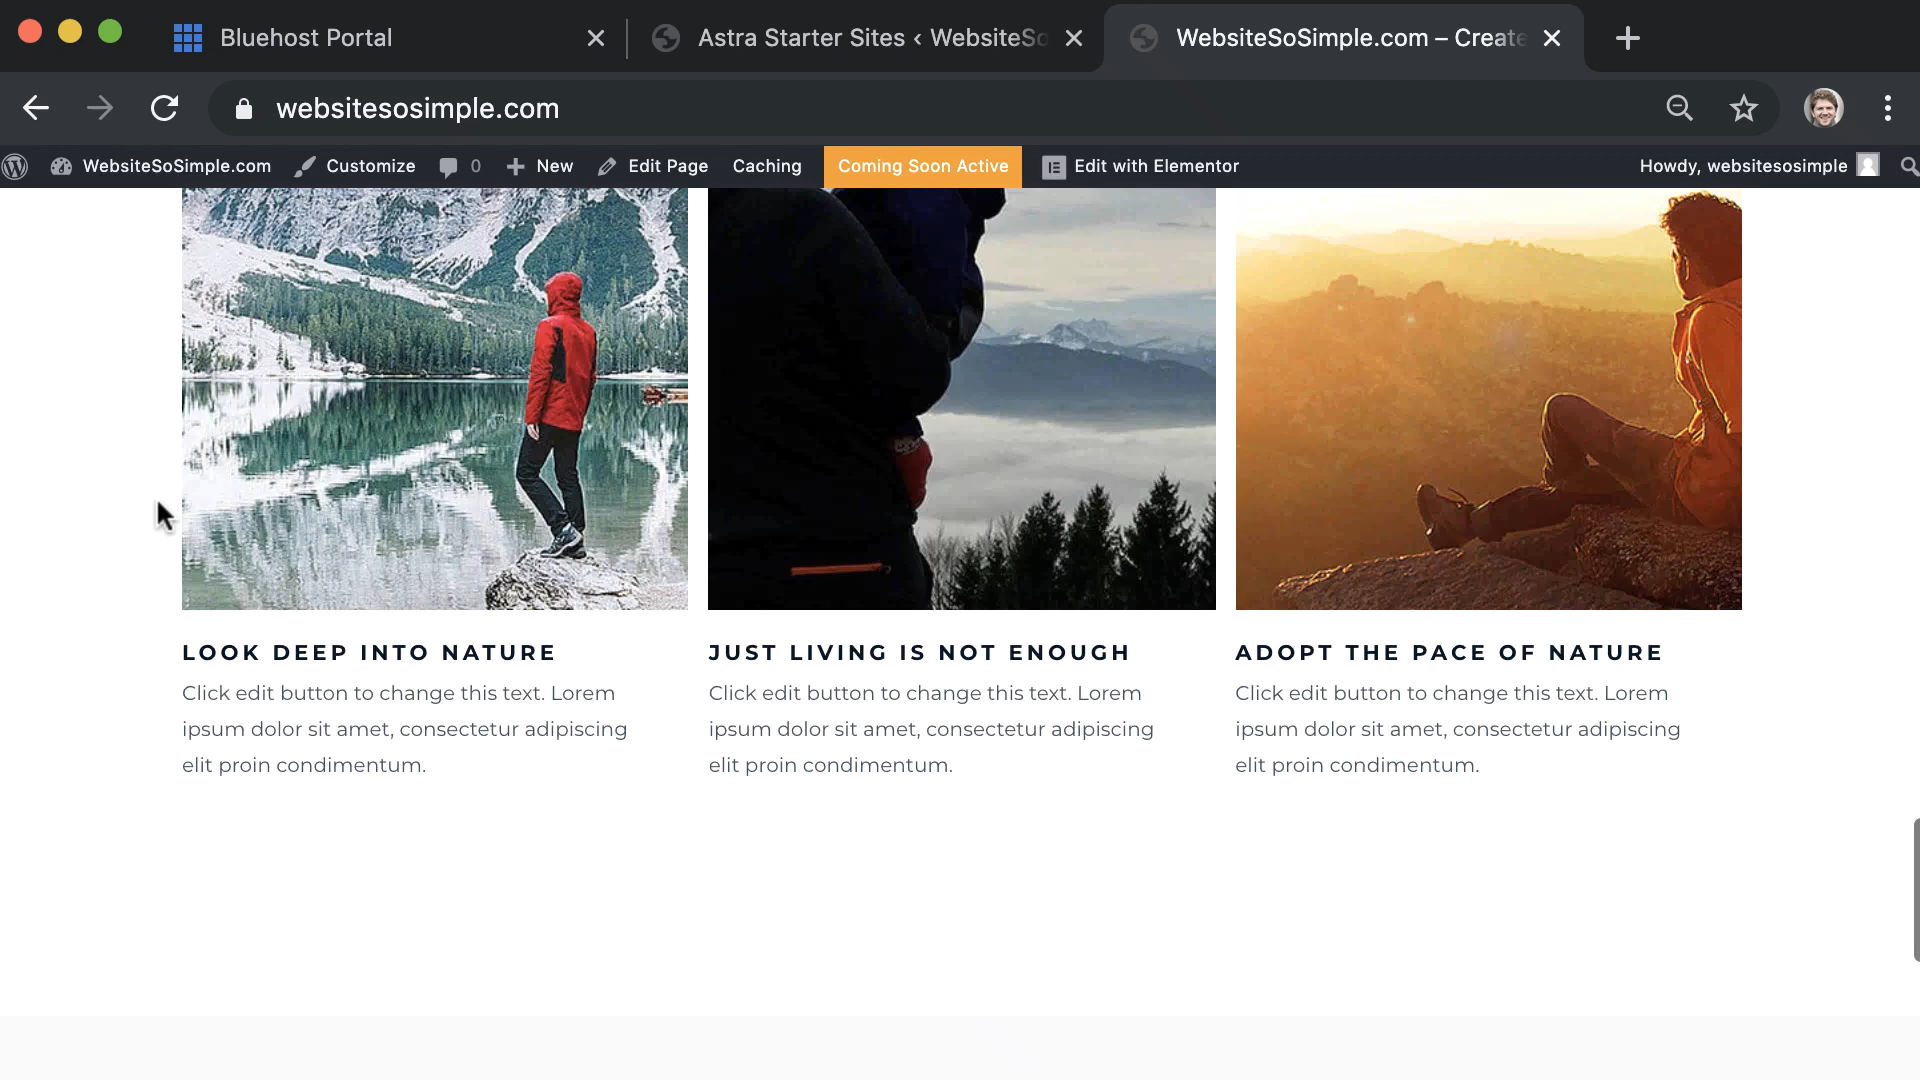 Bluehost Portal
Astra Starter Sites ‹ WebsiteSo
WebsiteSoSimple.com – Create
websitesosimple.com
WebsiteSoSimple.com Customize 0 New Edit Page Caching Coming Soon Active Edit with Elementor Howdy, websitesosimple
LOOK DEEP INTO NATURE
Click edit button to change this text. Lorem
ipsum dolor sit amet, consectetur adipiscing
elit proin condimentum.
JUST LIVING IS NOT ENOUGH
Click edit button to change this text. Lorem
ipsum dolor sit amet, consectetur adipiscing
elit proin condimentum.
ADOPT THE PACE OF NATURE
Click edit button to change this text. Lorem
ipsum dolor sit amet, consectetur adipiscing
elit proin condimentum.